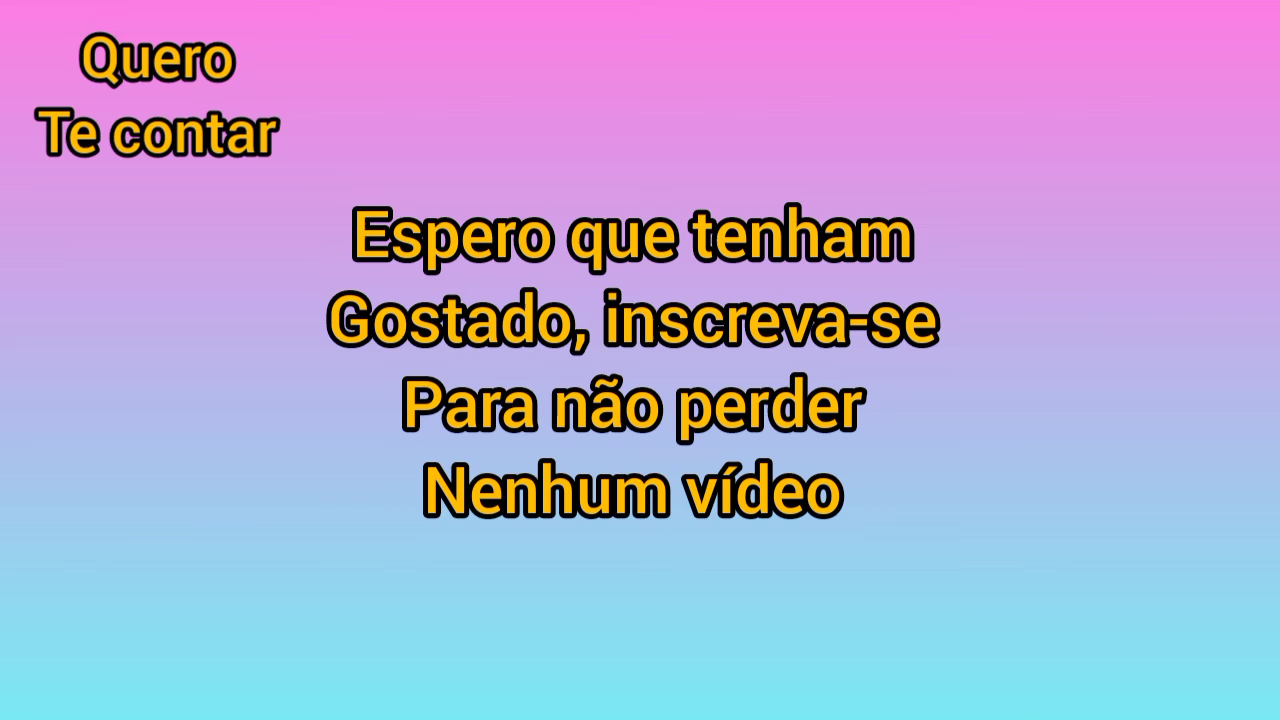 Quero
Te contar
Espero que tenham
Gostado, inscreva-se
Para não perder
Nenhum vídeo